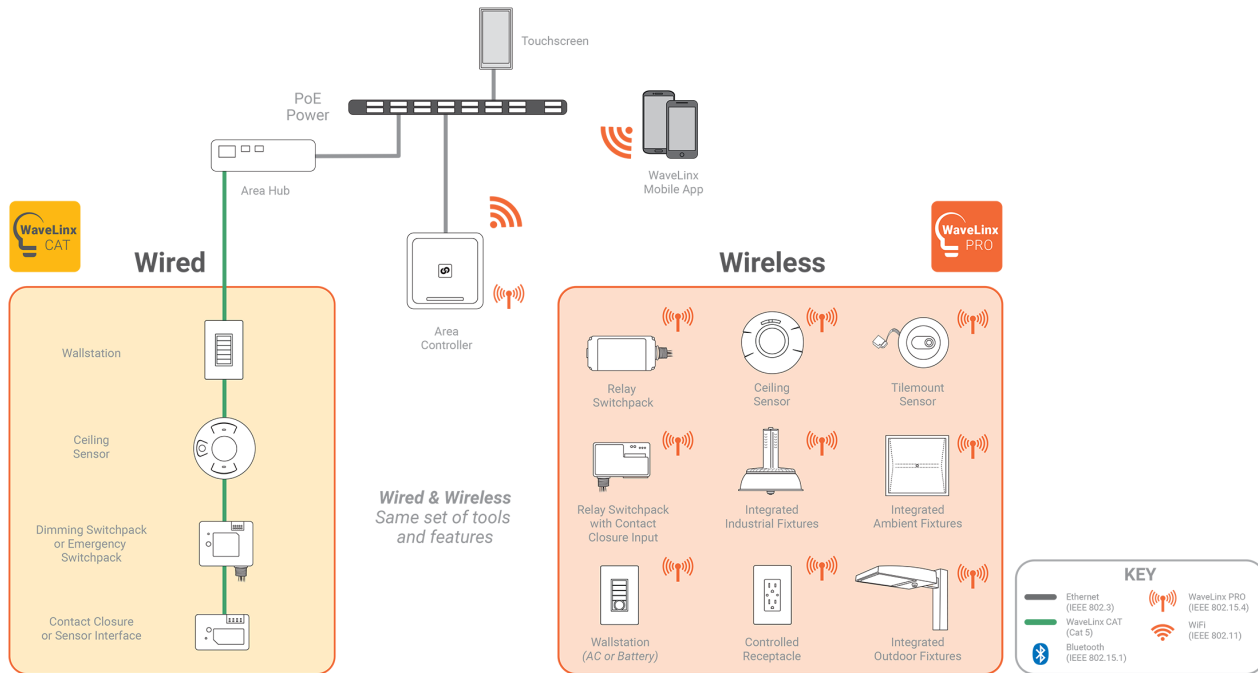 Touchscreen
PoE
Power
WaveLinx
Mobile App
Area Hub
WaveLinx
CAT
Wired
Area
Controller
Wireless
WaveLinx
PRO
Wallstation
Ceiling
Sensor
Dimming Switchpack
or Emergency
Switchpack
Contact Closure
or Sensor Interface
Wired & Wireless
Same set of tools
and features
Relay
Switchpack
Ceiling
Sensor
Tilemount
Sensor
Relay Switchpack
with Contact
Closure Input
Integrated
Industrial Fixtures
Integrated
Ambient Fixtures
Wallstation
(AC or Battery)
Controlled
Receptacle
Integrated
Outdoor Fixtures
KEY
Ethernet
(IEEE 802.3)
WaveLinx CAT
(Cat 5)
Bluetooth
(IEEE 802.15.1)
WaveLinx PRO
(IEEE 802.15.4)
WiFi
(IEEE 802.11)